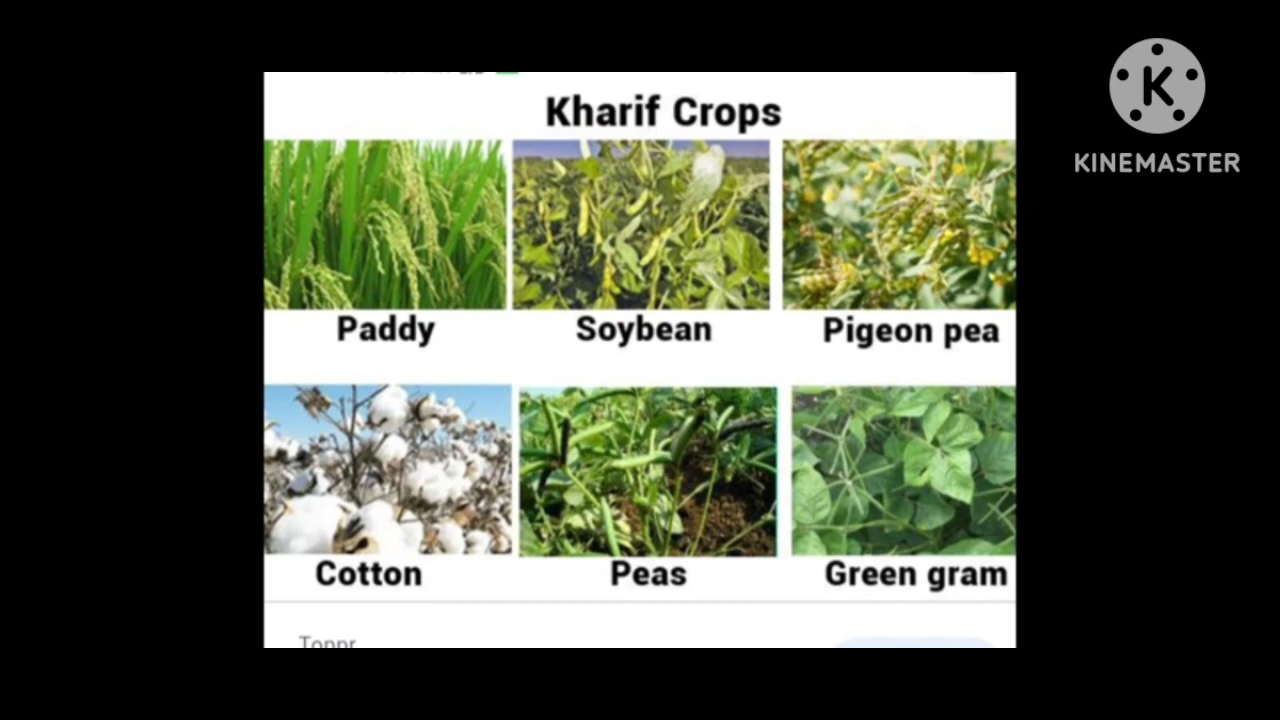 Kharif Crops
KINEMASTER
Paddy Soybean Pigeon pea
Cotton Peas Green gram
Toppr